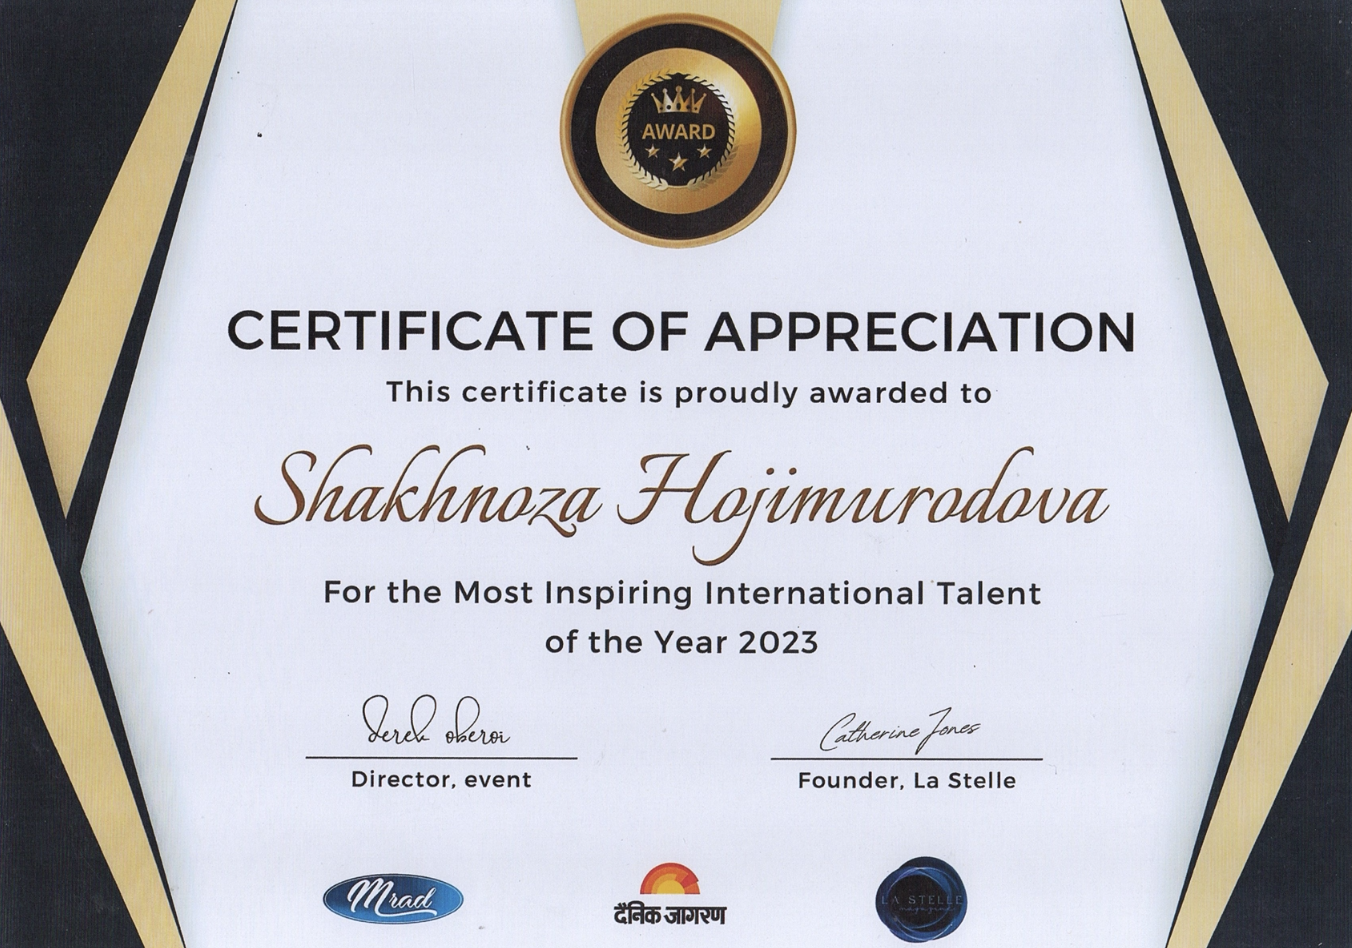 AWARD
CERTIFICATE OF APPRECIATION
This certificate is proudly awarded to
Shakhnoza Hojimurodova
For the Most Inspiring International Talent
of the Year 2023
derek oberoi
Catherine Jones
Director, event
Founder, La Stelle
Mrad
दैनिक जागरण
LA STELLE
magazine